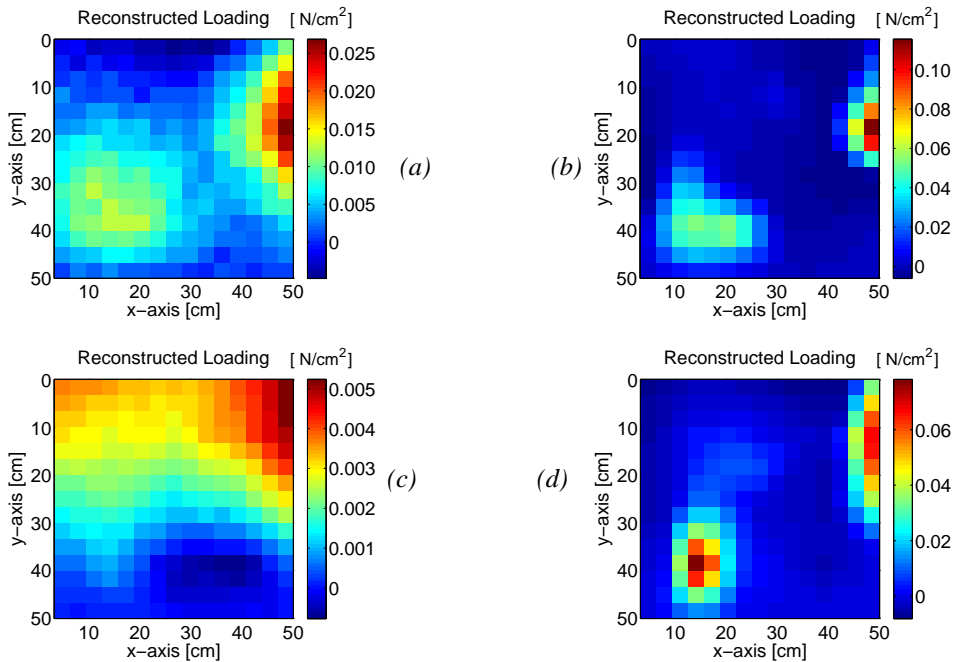 Reconstructed Loading [ N/cm2]
0
10
20
30
40
50
y−axis [cm]
10 20 30 40 50
x−axis [cm]
0.025
0.020
0.015
0.010
0.005
0
(a)
Reconstructed Loading [ N/cm2]
0
10
20
30
40
50
y−axis [cm]
10 20 30 40 50
x−axis [cm]
0.10
0.08
0.06
0.04
0.02
0
(b)
Reconstructed Loading [ N/cm2]
0
10
20
30
40
50
y−axis [cm]
10 20 30 40 50
x−axis [cm]
0.005
0.004
0.003
0.002
0.001
0
(c)
Reconstructed Loading [ N/cm2]
0
10
20
30
40
50
y−axis [cm]
10 20 30 40 50
x−axis [cm]
0.06
0.04
0.02
0
(d)